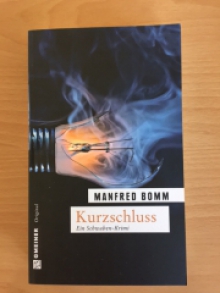 MANFRED BOMM
Kurzschluss
Ein Schwaben-Krimi
GMEINER Original